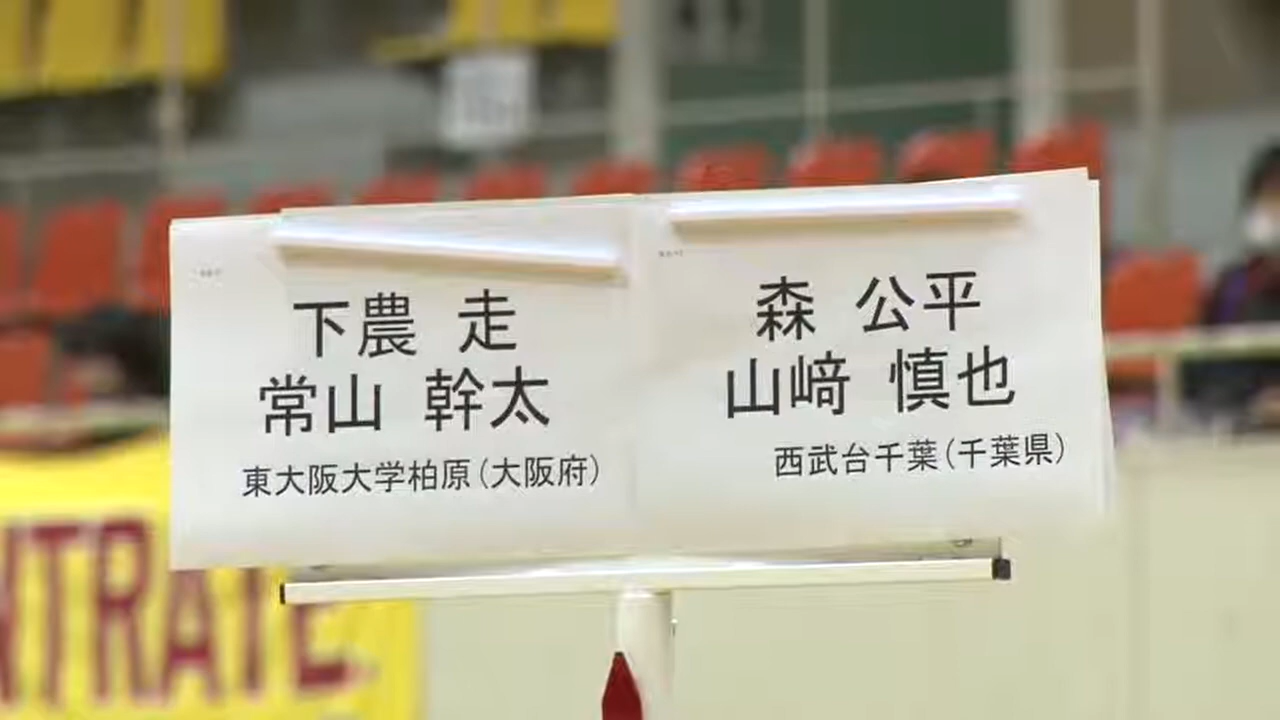 下農 走
常山 幹太
東大阪大学柏原(大阪府)
森 公平
山﨑 慎也
西武台千葉(千葉県)
NTRATE